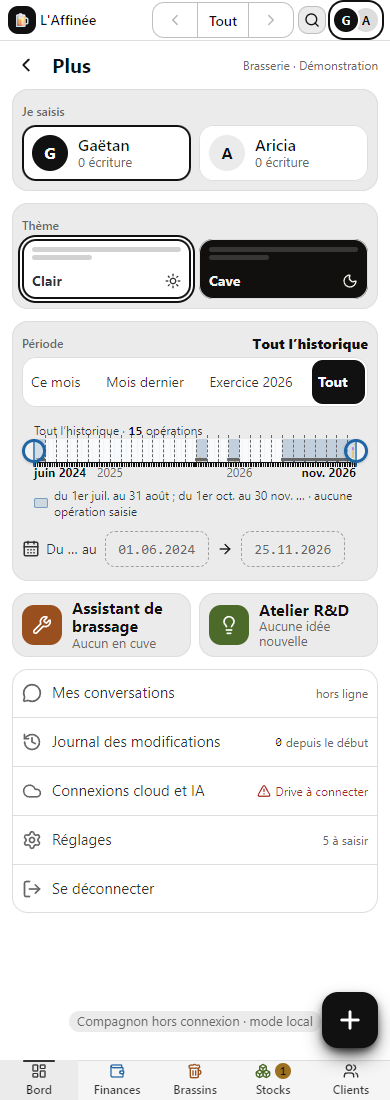 L'Affinée
Tout
G A
Plus
Brasserie · Démonstration
Je saisis
G
Gaëtan
0 écriture
A
Aricia
0 écriture
Thème
Clair
Cave
Période
Tout l'historique
Ce mois
Mois dernier
Exercice 2026
Tout
Tout l'historique · 15 opérations
juin 2024 2025 2026 nov. 2026
du 1er juil. au 31 août ; du 1er oct. au 30 nov. ... · aucune
opération saisie
Du ... au
01.06.2024
25.11.2026
Assistant de
brassage
Aucun en cuve
Atelier R&D
Aucune idée
nouvelle
Mes conversations
hors ligne
Journal des modifications
0 depuis le début
Connexions cloud et IA
Drive à connecter
Réglages
5 à saisir
Se déconnecter
Compagnon hors connexion · mode local
Bord
Finances
Brassins
1
Stocks
Clients